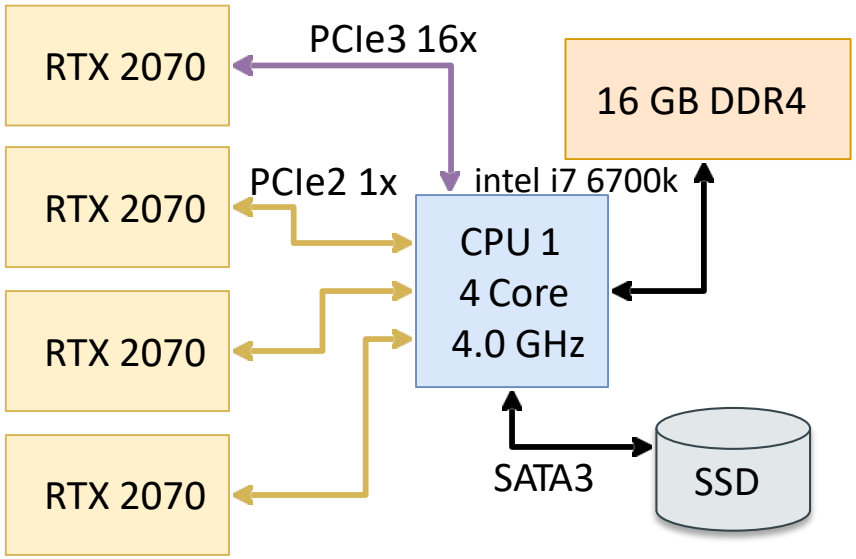 RTX 2070
PCIe3 16x
16 GB DDR4
RTX 2070
PCIe2 1x
intel i7 6700k
CPU 1
4 Core
4.0 GHz
RTX 2070
RTX 2070
SATA3
SSD